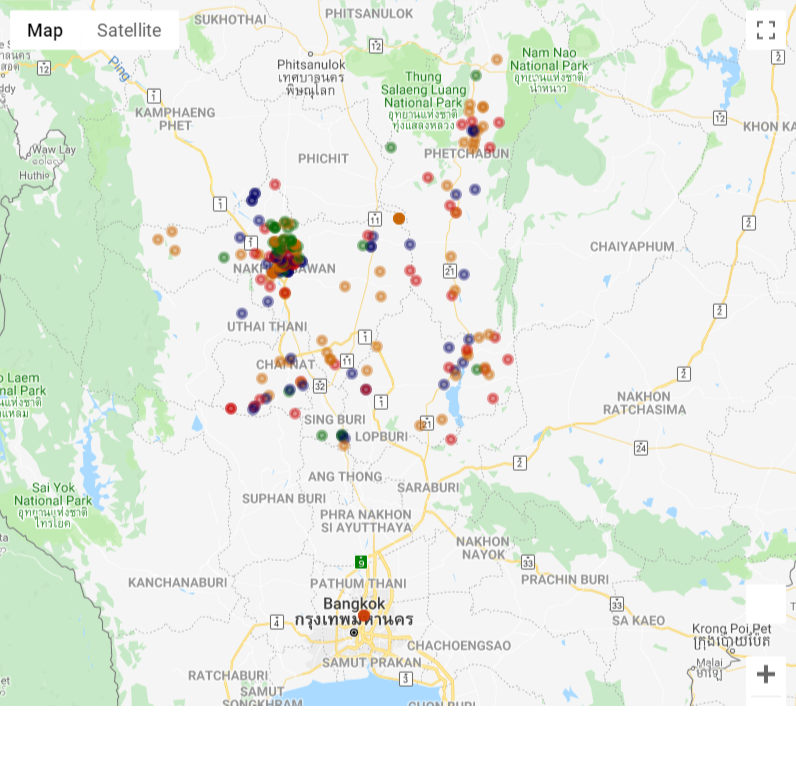 Map
Satellite
SUKHOTHAI
PHITSANULOK
Ping
12
12
1
Phitsanulok
เทศบาลนคร
พิษณุโลก
Thung
Salaeng Luang
National Park
อุทยานแห่งชาติ
ทุ่งแสลงหลวง
Nam Nao
National Park
อุทยานแห่งชาติ
น้ำหนาว
2
12
KHON KA
KAMPHAENG
PHET
Waw Lay
Huthi
PHICHIT
PHETCHABUN
1
11
2
1
NAKHON SAWAN
21
CHAIYAPHUM
2
UTHAI THANI
1
CHAI NAT
11
32
1
2
NAKHON
RATCHASIMA
SING BURI
LOPBURI
21
24
2
o Laem
nal Park
ANG THONG
SARABURI
Sai Yok
National Park
อุทยานแห่งชาติ
ไทรโยค
SUPHAN BURI
PHRA NAKHON
SI AYUTTHAYA
NAKHON
NAYOK
9
33
KANCHANABURI
PATHUM THANI
PRACHIN BURI
Bangkok
กรุงเทพมหานคร
33
SA KAEO
4
Krong Poi Pet
ក្រុងប៉ោយប៉ែត
CHACHOENGSAO
Malai
ម៉ាឡៃ
SAMUT PRAKAN
RATCHABURI
3
SAMUT
SONGKHRAM
CHON BURI
+